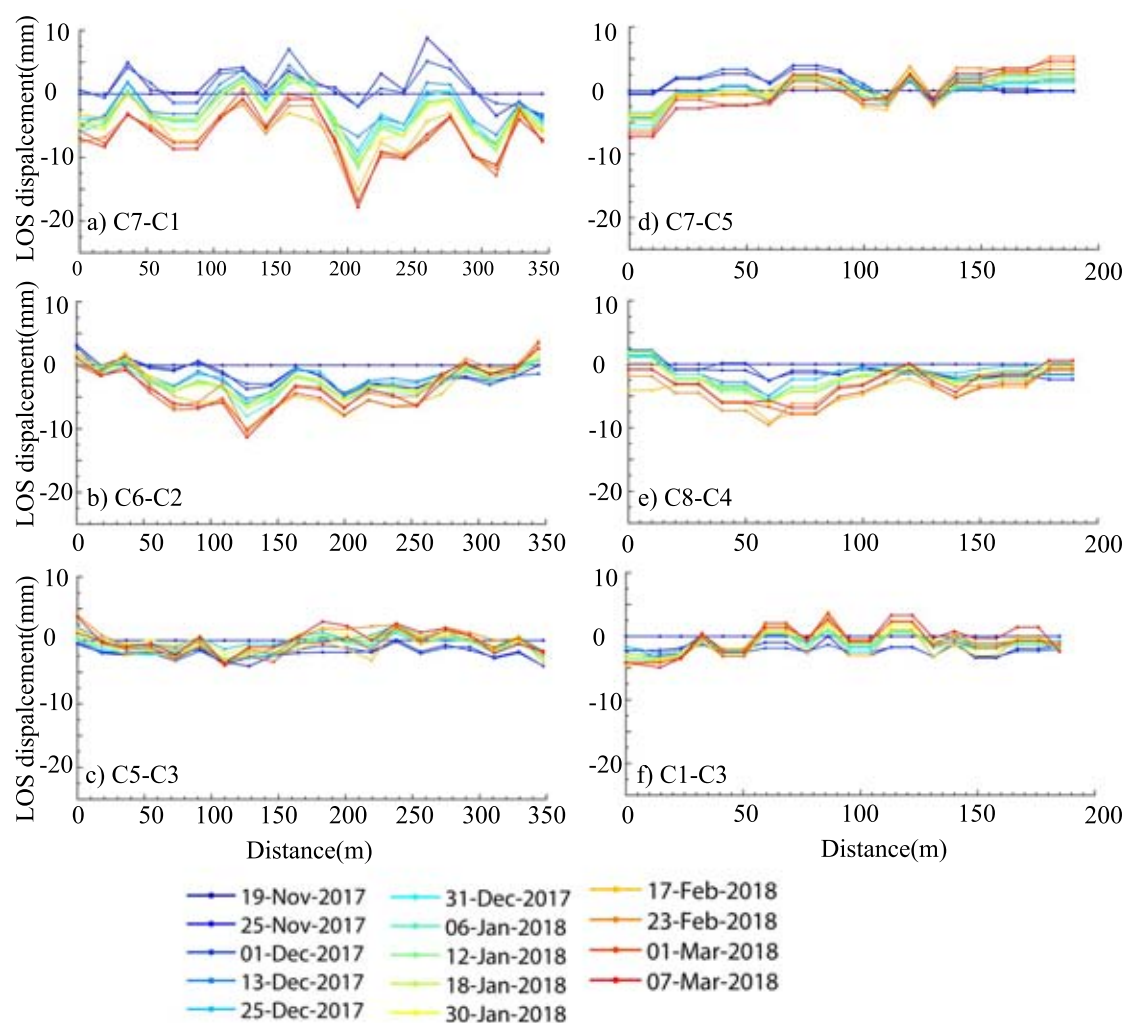 LOS dispalcement(mm)
10
0
-10
-20
a) C7-C1
0 50 100 150 200 250 300 350
10
0
-10
-20
d) C7-C5
0 50 100 150 200
LOS dispalcement(mm)
10
0
-10
-20
b) C6-C2
0 50 100 150 200 250 300 350
10
0
-10
-20
e) C8-C4
0 50 100 150 200
LOS dispalcement(mm)
10
0
-10
-20
c) C5-C3
0 50 100 150 200 250 300 350
Distance(m)
10
0
-10
-20
f) C1-C3
0 50 100 150 200
Distance(m)
19-Nov-2017
25-Nov-2017
01-Dec-2017
13-Dec-2017
25-Dec-2017
31-Dec-2017
06-Jan-2018
12-Jan-2018
18-Jan-2018
30-Jan-2018
17-Feb-2018
23-Feb-2018
01-Mar-2018
07-Mar-2018